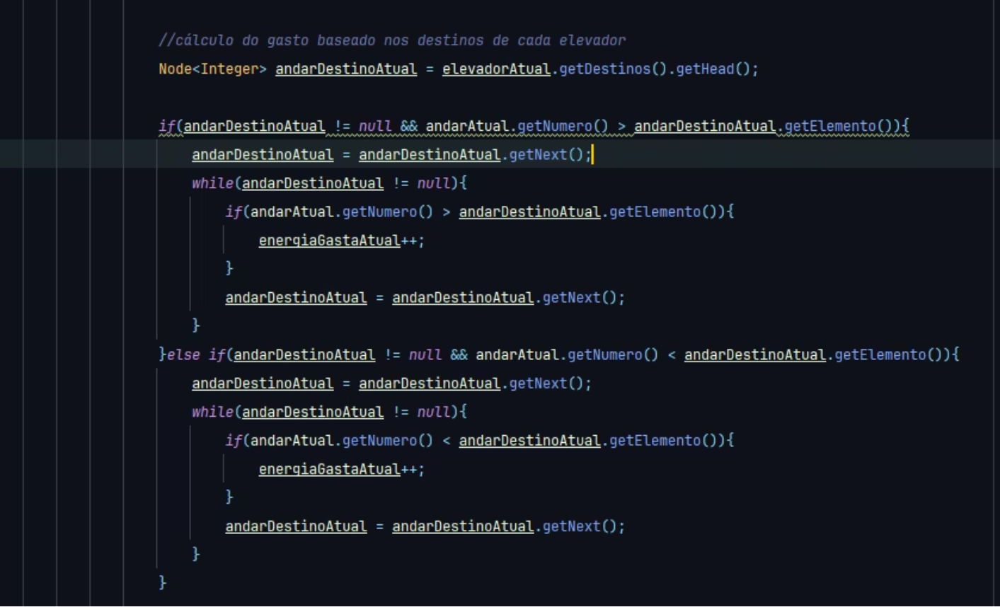 //cálculo do gasto baseado nos destinos de cada elevador
Node<Integer> andarDestinoAtual = elevadorAtual.getDestinos().getHead();
if(andarDestinoAtual != null && andarAtual.getNumero() > andarDestinoAtual.getElemento()){
andarDestinoAtual = andarDestinoAtual.getNext();
while(andarDestinoAtual != null){
if(andarAtual.getNumero() > andarDestinoAtual.getElemento()){
energiaGastaAtual++;
}
andarDestinoAtual = andarDestinoAtual.getNext();
}
}else if(andarDestinoAtual != null && andarAtual.getNumero() < andarDestinoAtual.getElemento()){
andarDestinoAtual = andarDestinoAtual.getNext();
while(andarDestinoAtual != null){
if(andarAtual.getNumero() < andarDestinoAtual.getElemento()){
energiaGastaAtual++;
}
andarDestinoAtual = andarDestinoAtual.getNext();
}
}